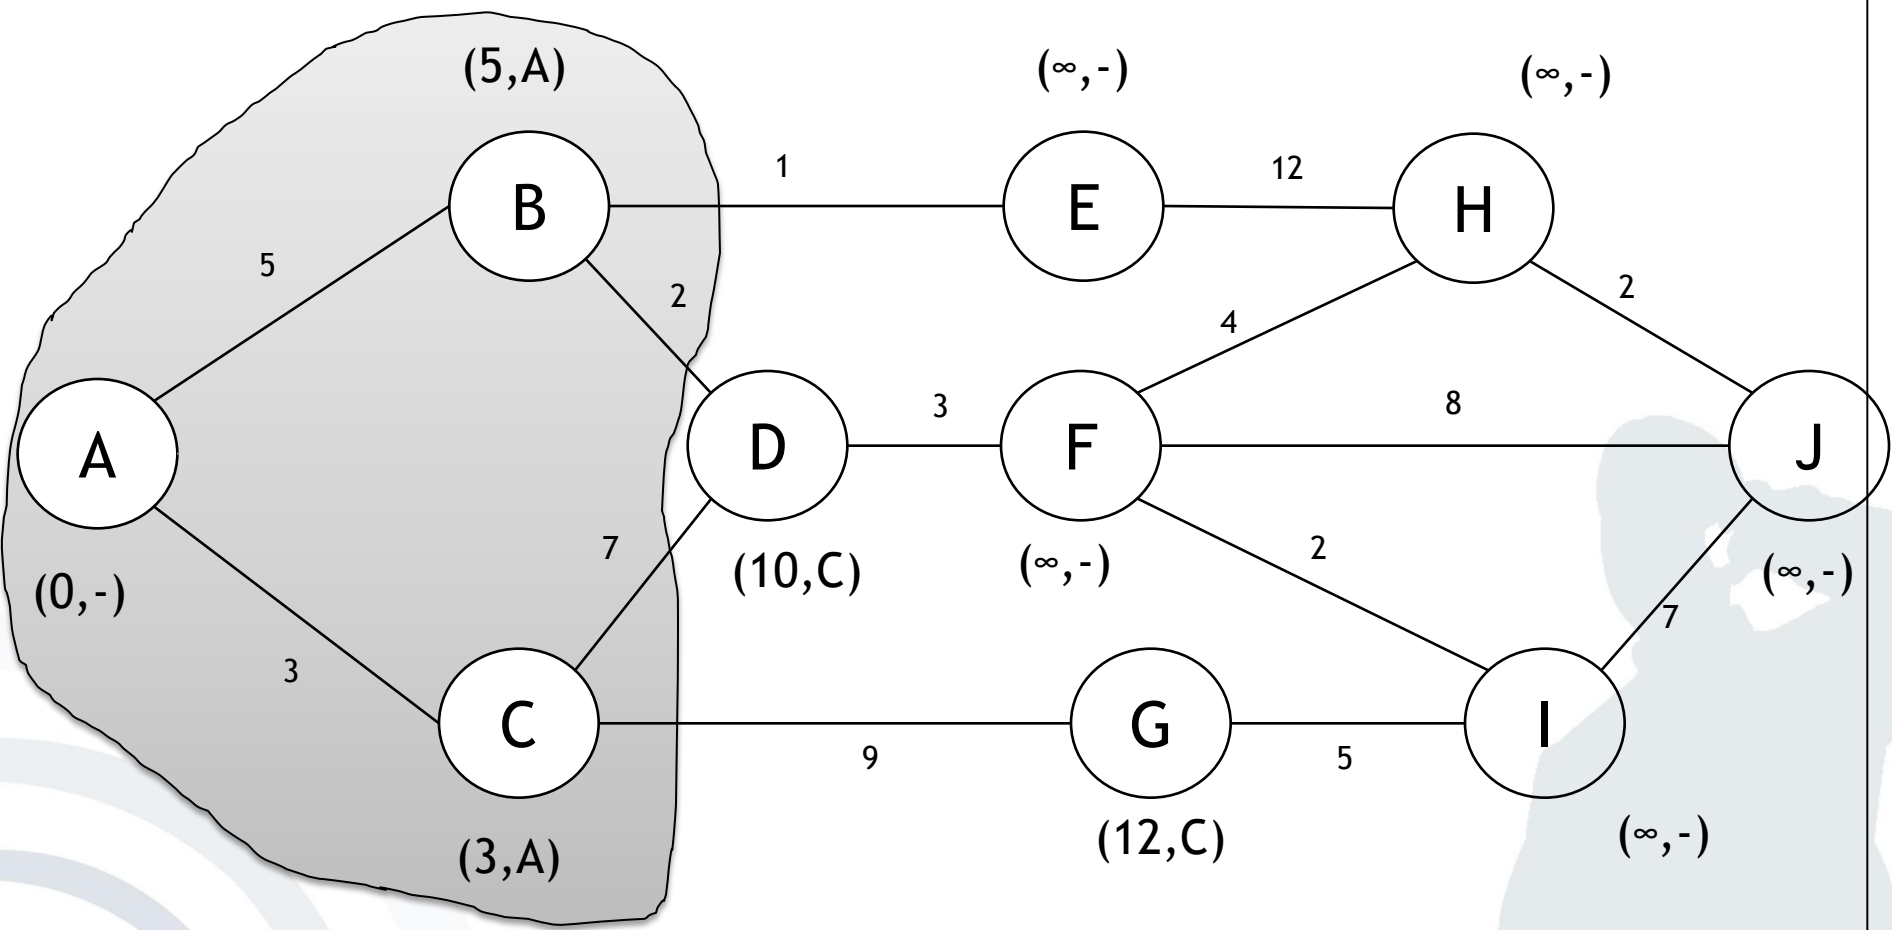 (5,A)
(∞,-)
(∞,-)
1
12
B
E
H
5
2
2
4
3
8
A
D
F
J
7
2
(10,C)
(∞,-)
(∞,-)
(0,-)
7
3
C
G
I
9
5
(12,C)
(∞,-)
(3,A)